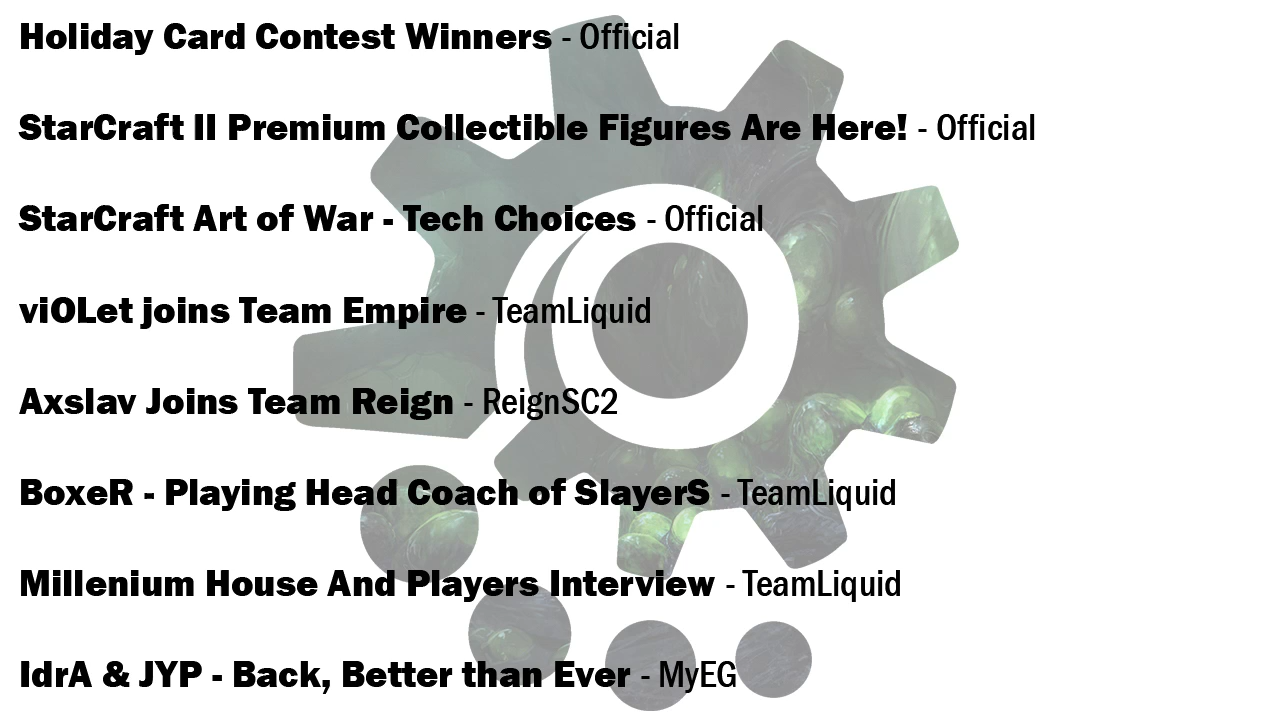 Holiday Card Contest Winners - Official
StarCraft II Premium Collectible Figures Are Here! - Official
StarCraft Art of War - Tech Choices - Official
viOLet joins Team Empire - TeamLiquid
Axslav Joins Team Reign - ReignSC2
BoxeR - Playing Head Coach of SlayerS - TeamLiquid
Millenium House And Players Interview - TeamLiquid
IdrA & JYP - Back, Better than Ever - MyEG